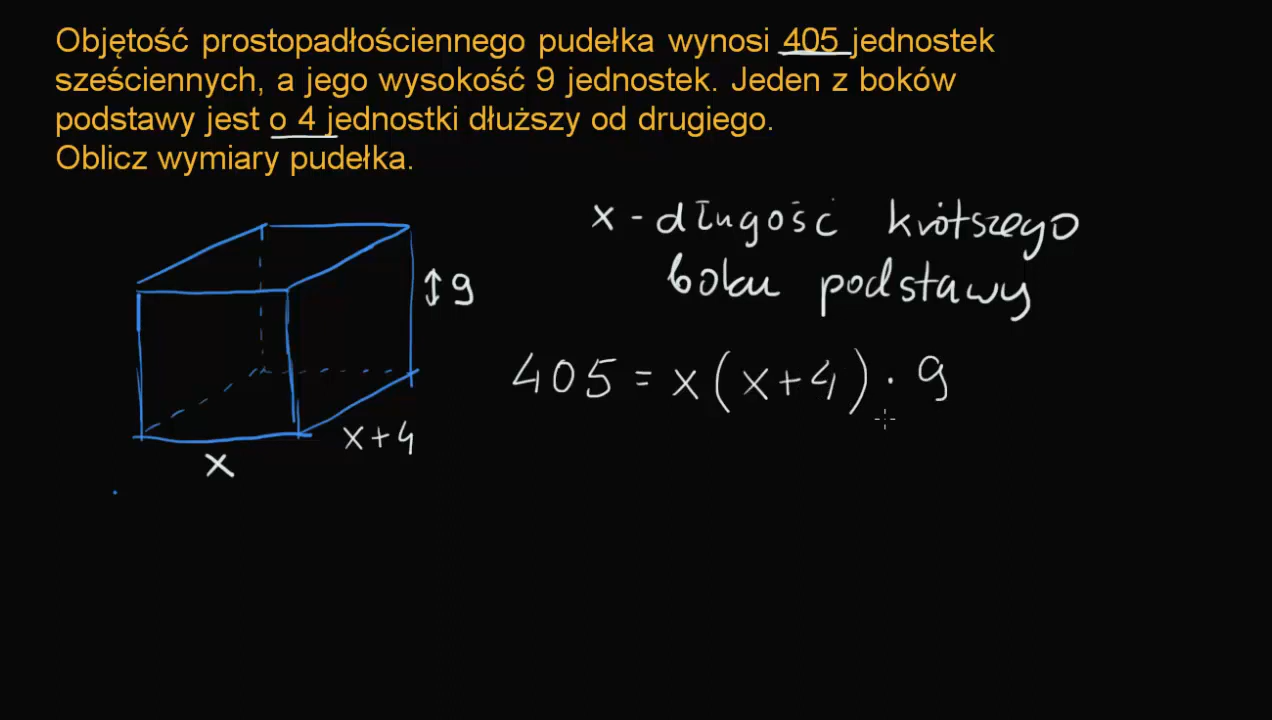 Objętość prostopadłościennego pudełka wynosi 405 jednostek
sześciennych, a jego wysokość 9 jednostek. Jeden z boków
podstawy jest o 4 jednostki dłuższy od drugiego.
Oblicz wymiary pudełka.
x - długość krótszego
boku podstawy
9
405 = x(x+4) · 9
x+4
x